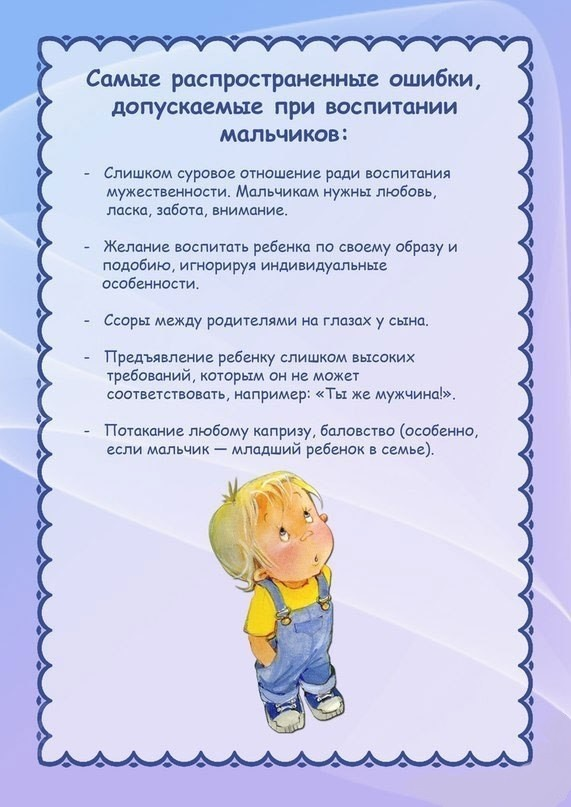 Самые распространенные ошибки,
допускаемые при воспитании
мальчиков:
- Слишком суровое отношение ради воспитания
мужественности. Мальчикам нужны любовь,
ласка, забота, внимание.
- Желание воспитать ребенка по своему образу и
подобию, игнорируя индивидуальные
особенности.
- Ссоры между родителями на глазах у сына.
- Предъявление ребенку слишком высоких
требований, которым он не может
соответствовать, например: «Ты же мужчина!».
- Потакание любому капризу, баловство (особенно,
если мальчик — младший ребенок в семье).